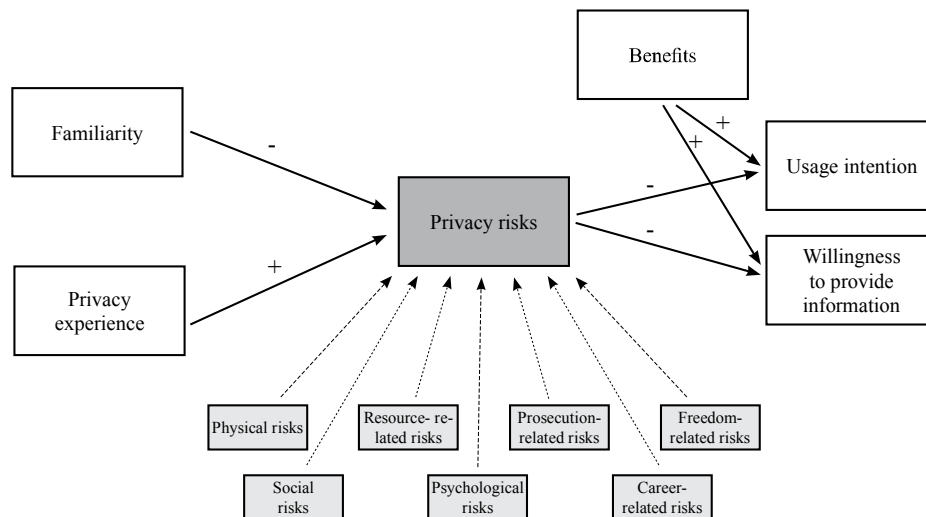 Benefits
Familiarity
-
+
+
Usage intention
-
Privacy risks
-
+
Privacy
experience
Willingness
to provide
information
Physical risks
Resource- re-
lated risks
Prosecution-
related risks
Freedom-
related risks
Social
risks
Psychological
risks
Career-
related risks